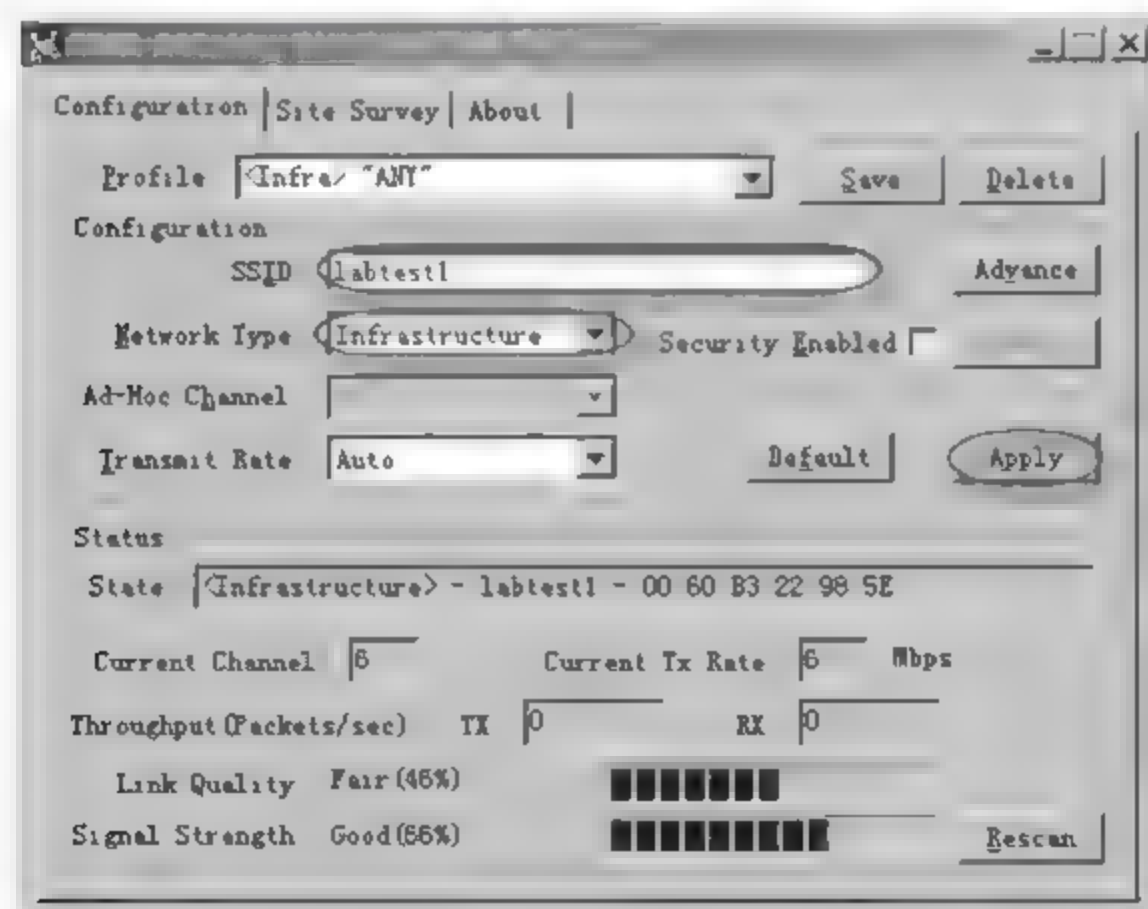 Configuration Site Survey About
Profile <Infra> "ANY" Save Delete
Configuration
SSID labtest1 Advance
Network Type Infrastructure Security Enabled
Ad-Hoc Channel
Transmit Rate Auto Default Apply
Status
State <Infrastructure> - labtest1 - 00 60 B3 22 98 5E
Current Channel 6 Current Tx Rate 6 Mbps
Throughput (Packets/sec) TX 0 RX 0
Link Quality Fair (46%)
Signal Strength Good (66%) Rescan